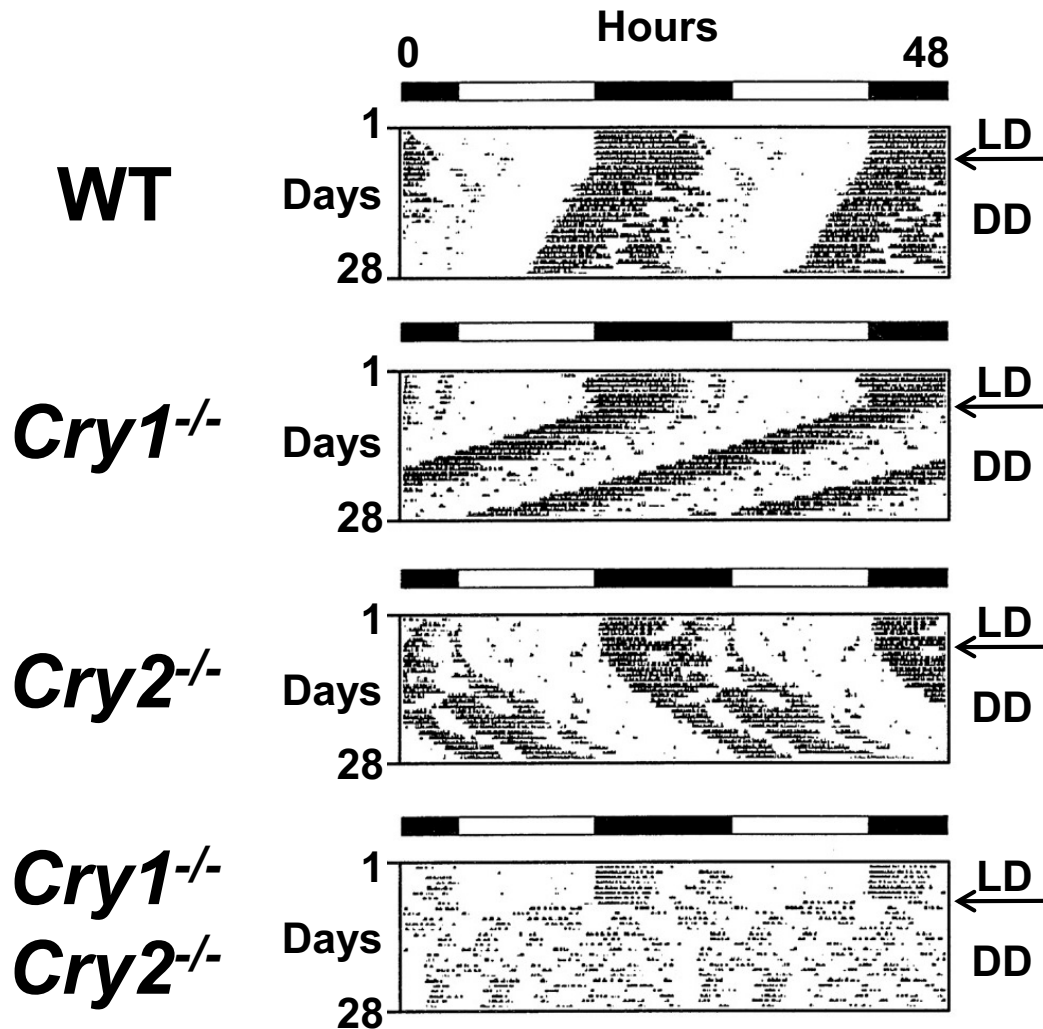 Hours
0 48
WT
1
Days
28
LD
DD
Cry1-/-
1
Days
28
LD
DD
Cry2-/-
1
Days
28
LD
DD
Cry1-/-
Cry2-/-
1
Days
28
LD
DD